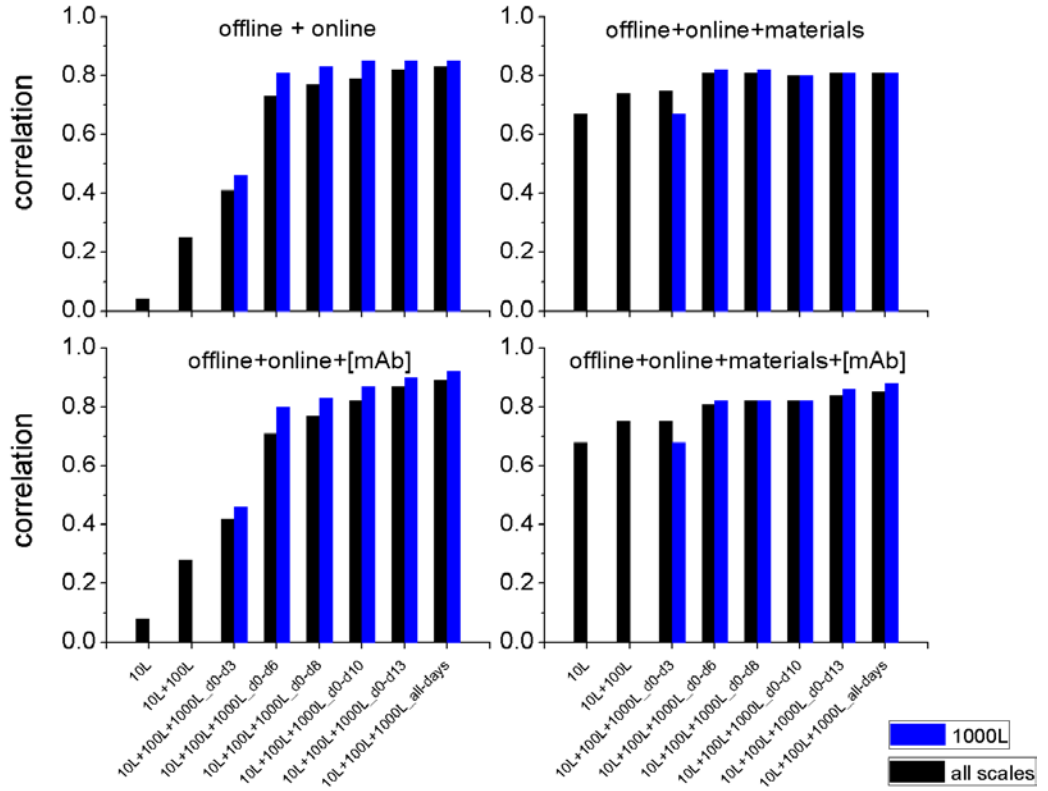 offline + online
offline+online+materials
correlation
1.0
0.8
0.6
0.4
0.2
0.0
1.0
0.8
0.6
0.4
0.2
0.0
offline+online+[mAb]
offline+online+materials+[mAb]
correlation
1.0
0.8
0.6
0.4
0.2
0.0
1.0
0.8
0.6
0.4
0.2
0.0
10L
10L+100L
10L+100L+1000L_d0-d3
10L+100L+1000L_d0-d6
10L+100L+1000L_d0-d8
10L+100L+1000L_d0-d10
10L+100L+1000L_d0-d13
10L+100L+1000L_all-days
10L
10L+100L
10L+100L+1000L_d0-d3
10L+100L+1000L_d0-d6
10L+100L+1000L_d0-d8
10L+100L+1000L_d0-d10
10L+100L+1000L_d0-d13
10L+100L+1000L_all-days
1000L
all scales